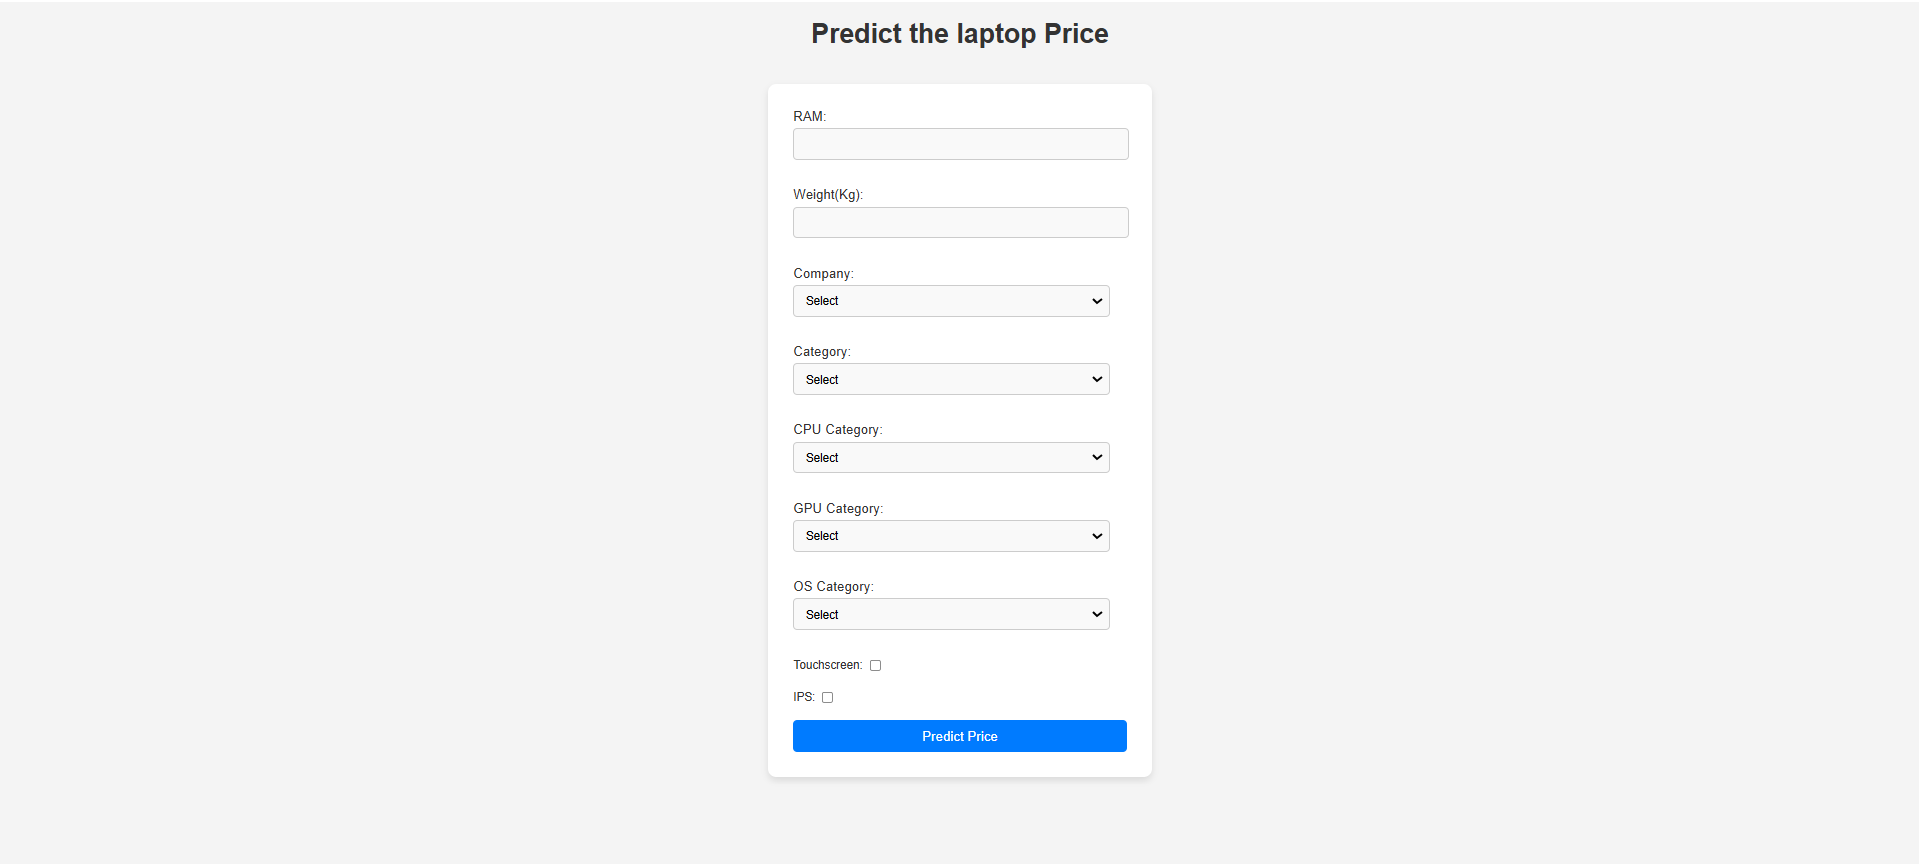 Predict the laptop Price
RAM:
Weight(Kg):
Company:
Select
Category:
Select
CPU Category:
Select
GPU Category:
Select
OS Category:
Select
Touchscreen:
IPS:
Predict Price